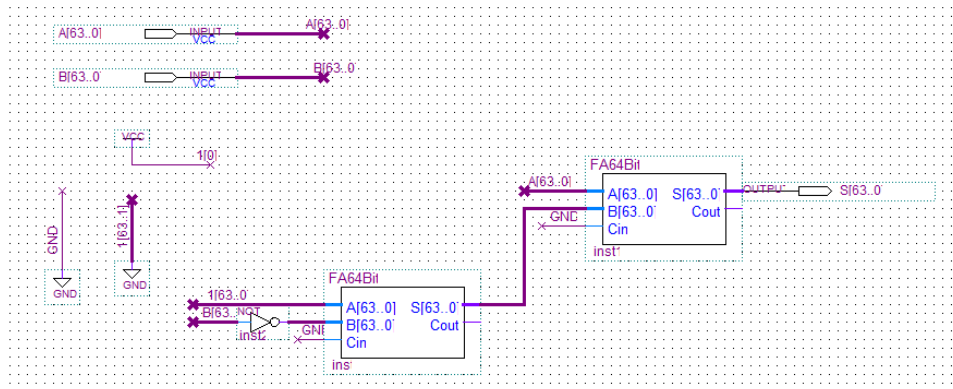 A[63..0]
INPUT
VCC
A[63..0]
B[63..0]
INPUT
VCC
B[63..0]
VCC
1[0]
GND
GND
1[63..1]
GND
FA64Bit
A[63..0]
A[63..0] S[63..0]
B[63..0] Cout
Cin
GND
inst1
OUTPUT
S[63..0]
FA64Bit
1[63..0]
B[63..
NOT
inst2
GND
A[63..0] S[63..0]
B[63..0] Cout
Cin
inst